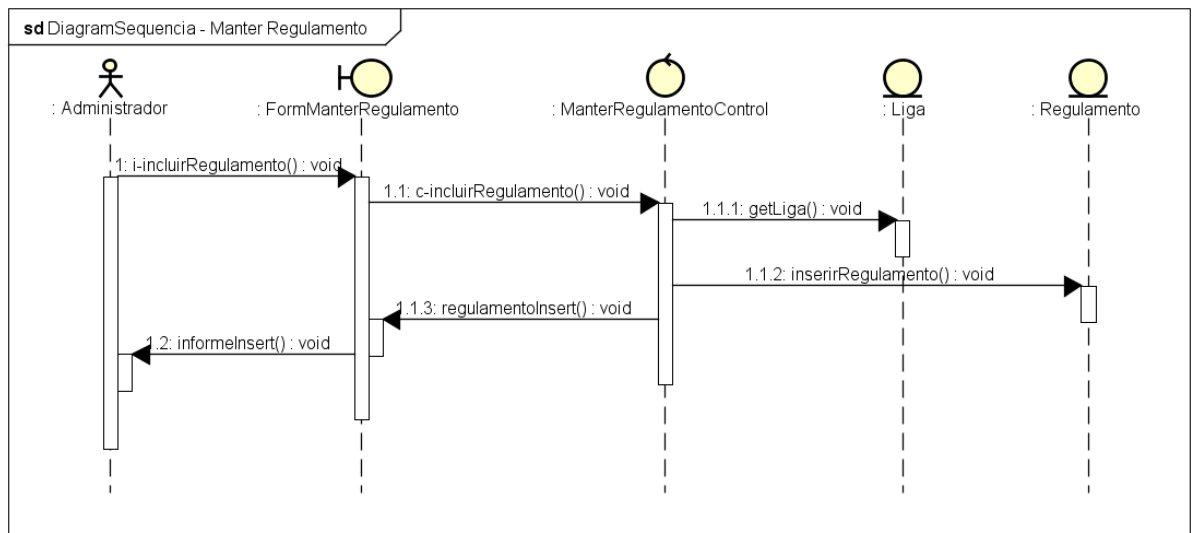 sd DiagramSequencia - Manter Regulamento
: Administrador
: FormManterRegulamento
: ManterRegulamentoControl
: Liga
: Regulamento
1: i-incluirRegulamento() : void
1.1: c-incluirRegulamento() : void
1.1.1: getLiga() : void
1.1.2: inserirRegulamento() : void
1.1.3: regulamentoInsert() : void
1.2: informeInsert() : void